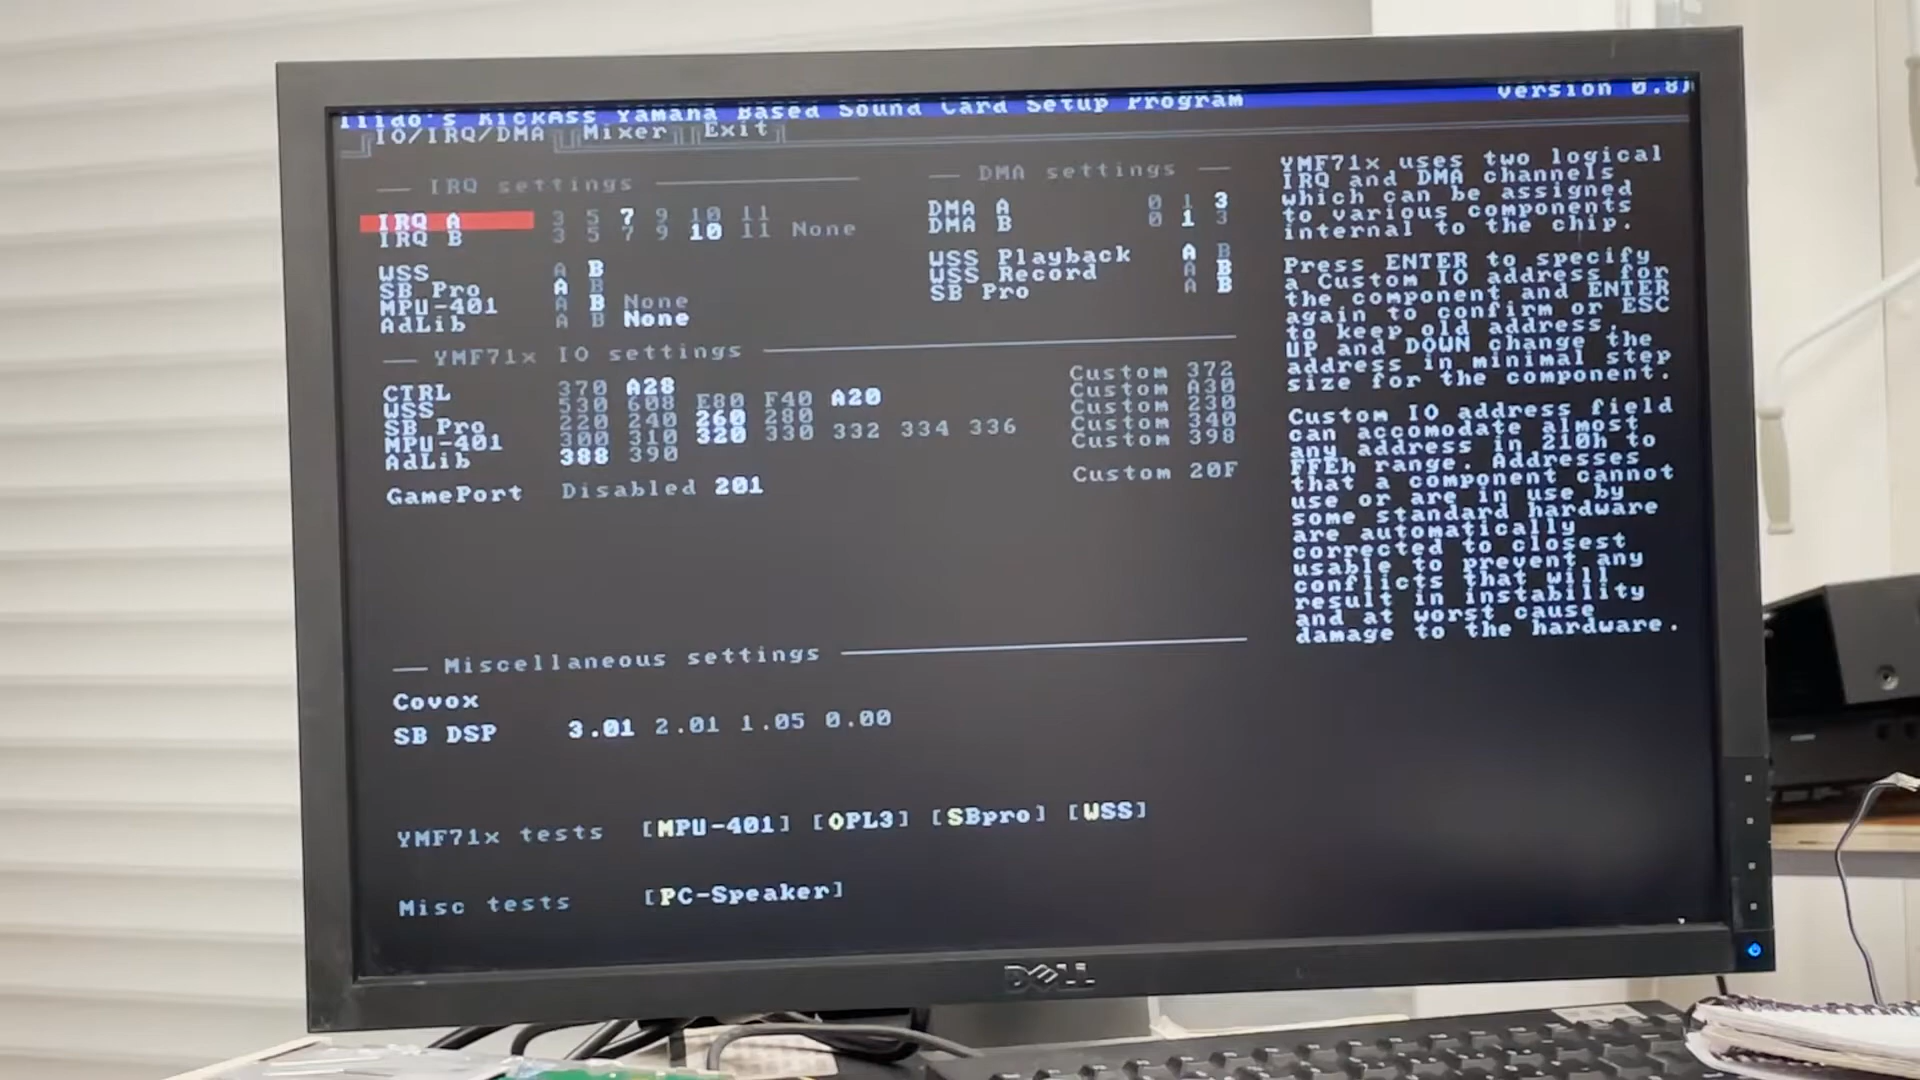 Tiido's KickAss Yamaha Based Sound Card Setup Program Version 0.8
IO/IRQ/DMA Mixer Exit
IRQ settings
IRQ A 3 5 7 9 10 11
IRQ B 3 5 7 9 10 11 None
WSS A B
SB Pro A B
MPU-401 A B None
AdLib A B None
DMA settings
DMA A 0 1 3
DMA B 0 1 3
WSS Playback A B
WSS Record A B
SB Pro A B
YMF71x IO settings
CTRL 370 A28 Custom 372
WSS 530 608 E80 F40 A20 Custom A30
SB Pro 220 240 260 280 Custom 230
MPU-401 300 310 320 330 332 334 336 Custom 340
AdLib 388 390 Custom 398
GamePort Disabled 201 Custom 20F
Miscellaneous settings
Covox
SB DSP 3.01 2.01 1.05 0.00
YMF71x tests [MPU-401] [OPL3] [SBpro] [WSS]
Misc tests [PC-Speaker]
YMF71x uses two logical
IRQ and DMA channels
which can be assigned
to various components
internal to the chip.
Press ENTER to specify
a Custom IO address for
the component and ENTER
again to confirm or ESC
to keep old address.
UP and DOWN change the
address in minimal step
size for the component.
Custom IO address field
can accomodate almost
any address in 210h to
FFEh range. Addresses
that a component cannot
use or are in use by
some standard hardware
are automatically
corrected to closest
usable to prevent any
conflicts that will
result in instability
and at worst cause
damage to the hardware.
DELL